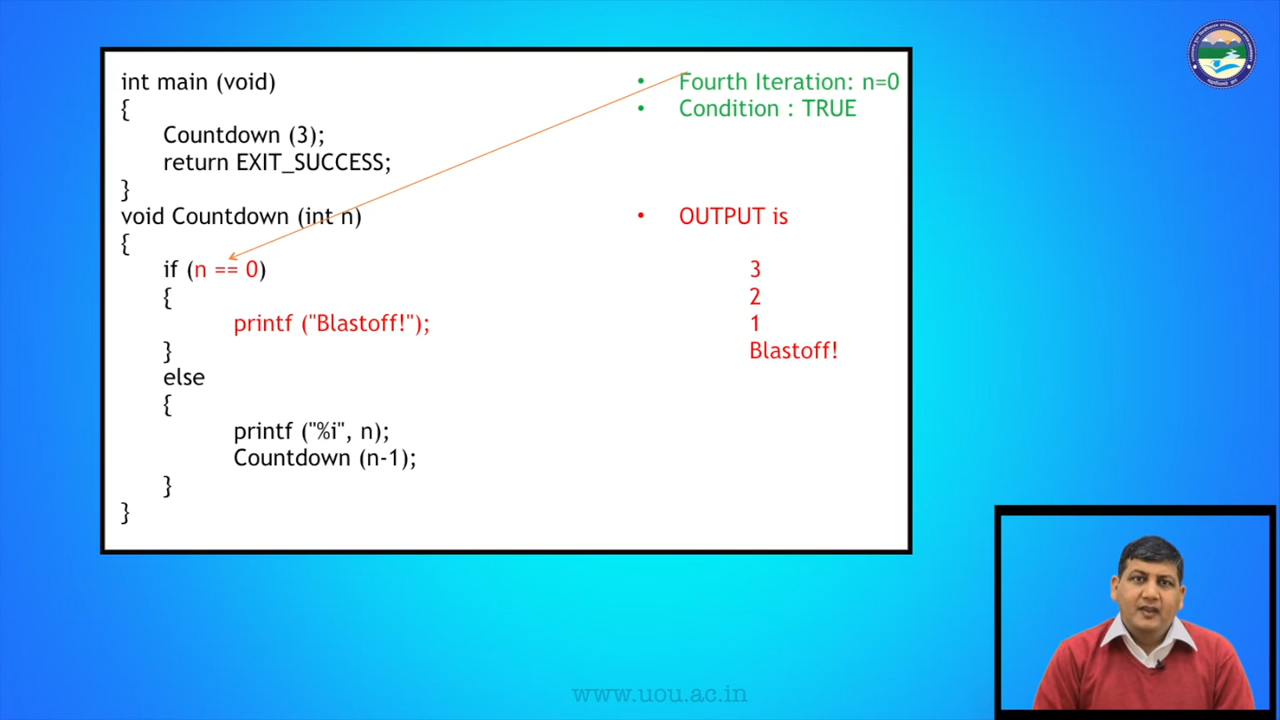 int main (void)
{
Countdown (3);
return EXIT_SUCCESS;
}
void Countdown (int n)
{
if (n == 0)
{
printf ("Blastoff!");
}
else
{
printf ("%i", n);
Countdown (n-1);
}
}
• Fourth Iteration: n=0
• Condition : TRUE
• OUTPUT is
3
2
1
Blastoff!
www.uou.ac.in